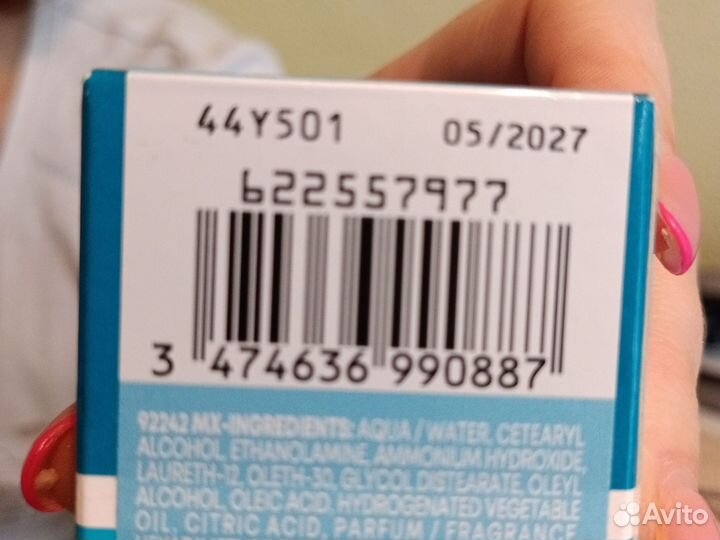 44Y501 05/2027
622557977
3 474636 990887
92242 MX-INGREDIENTS: AQUA / WATER, CETEARYL
ALCOHOL, ETHANOLAMINE, AMMONIUM HYDROXIDE,
LAURETH-12, OLETH-30, GLYCOL DISTEARATE, OLEYL
ALCOHOL, OLEIC ACID, HYDROGENATED VEGETABLE
OIL, CITRIC ACID, PARFUM / FRAGRANCE
Avito